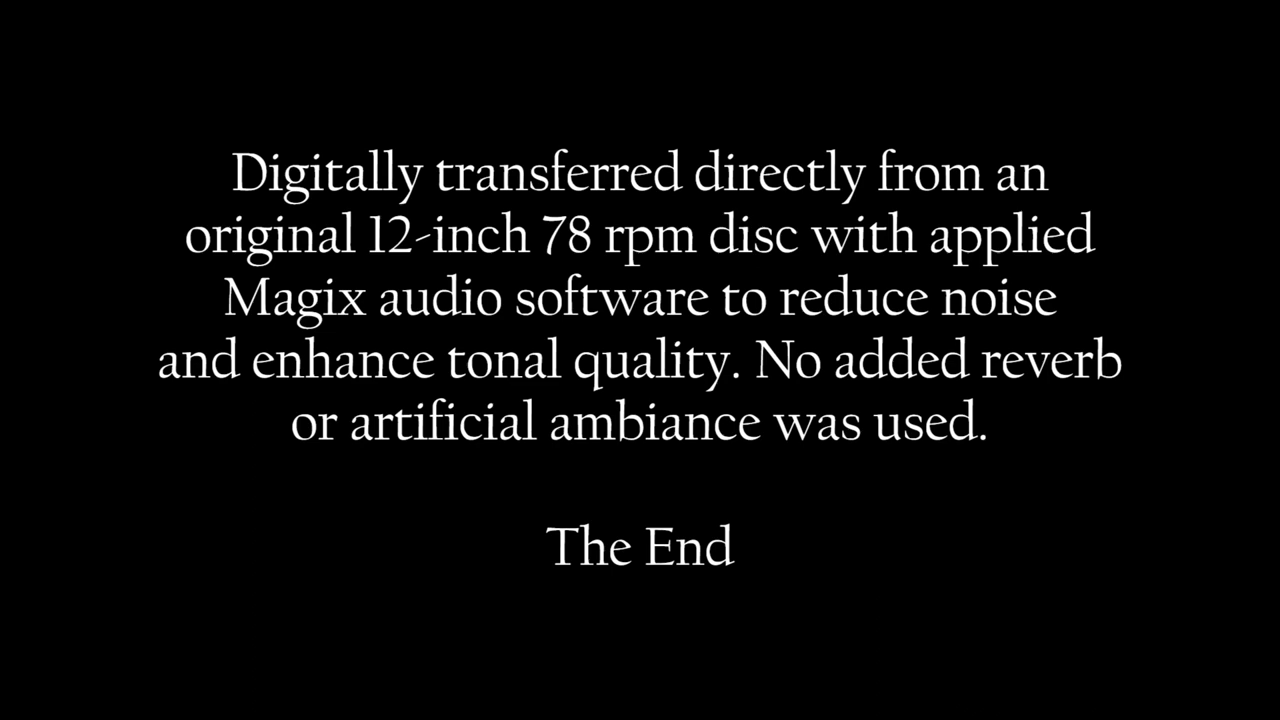 Digitally transferred directly from an
original 12-inch 78 rpm disc with applied
Magix audio software to reduce noise
and enhance tonal quality. No added reverb
or artificial ambiance was used.
The End